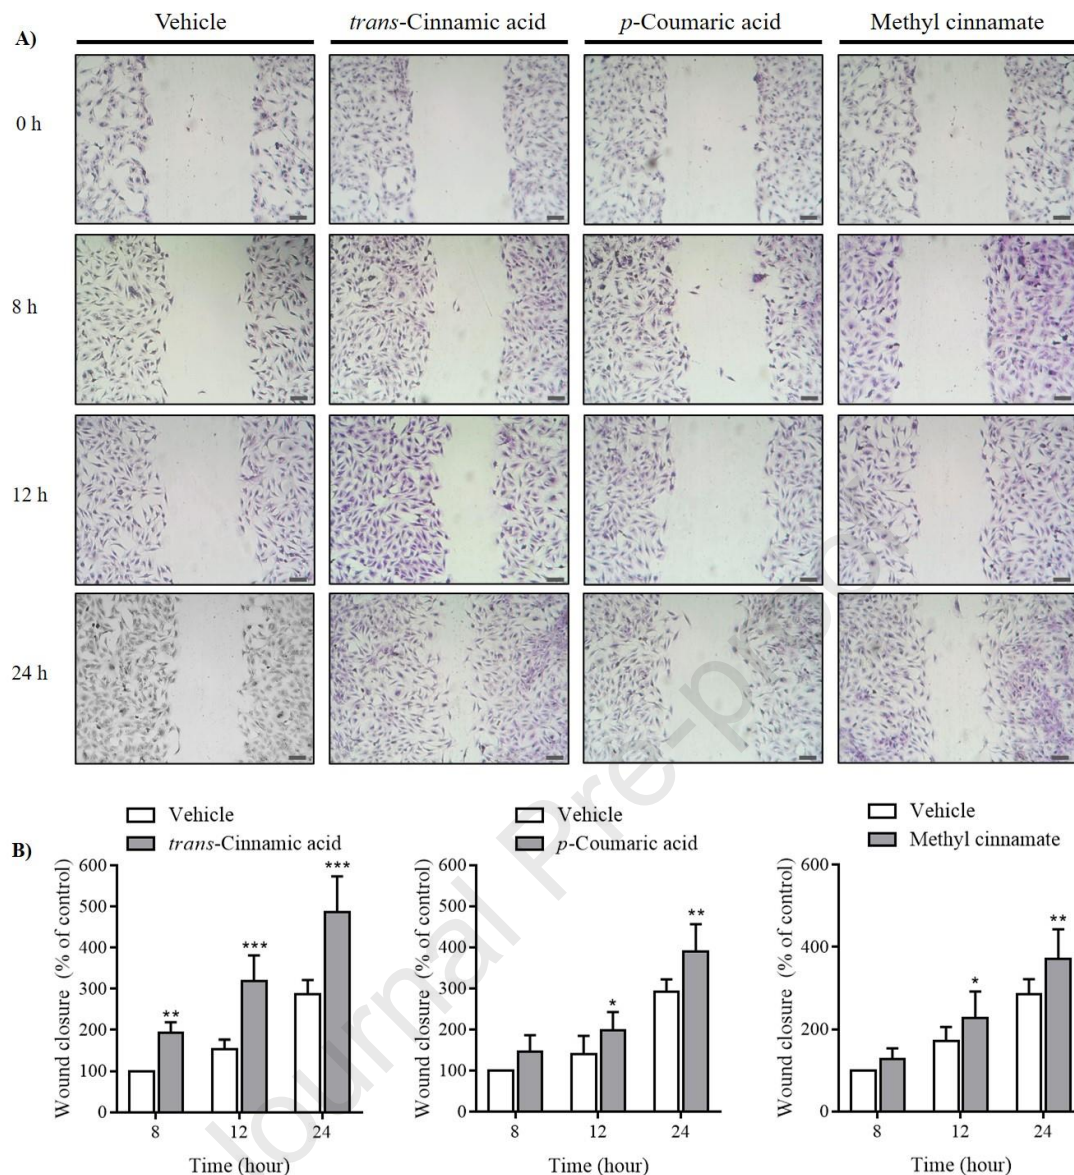 A)
Vehicle
trans-Cinnamic acid
p-Coumaric acid
Methyl cinnamate
0 h
8 h
12 h
24 h
Journal Pre-proof
B)
Vehicle
trans-Cinnamic acid
Wound closure (% of control)
600
500
400
300
200
100
0
**
***
***
8
12
24
Time (hour)
Vehicle
p-Coumaric acid
Wound closure (% of control)
600
500
400
300
200
100
0
*
**
8
12
24
Time (hour)
Vehicle
Methyl cinnamate
Wound closure (% of control)
600
400
200
0
*
**
8
12
24
Time (hour)